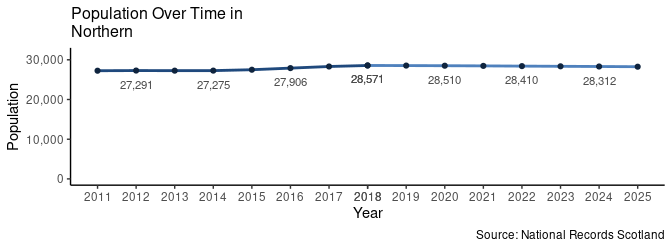 Population Over Time in
Northern
30,000
20,000
10,000
0
Population
27,291
27,275
27,906
28,571
28,510
28,410
28,312
2011 2012 2013 2014 2015 2016 2017 2018 2019 2020 2021 2022 2023 2024 2025
Year
Source: National Records Scotland